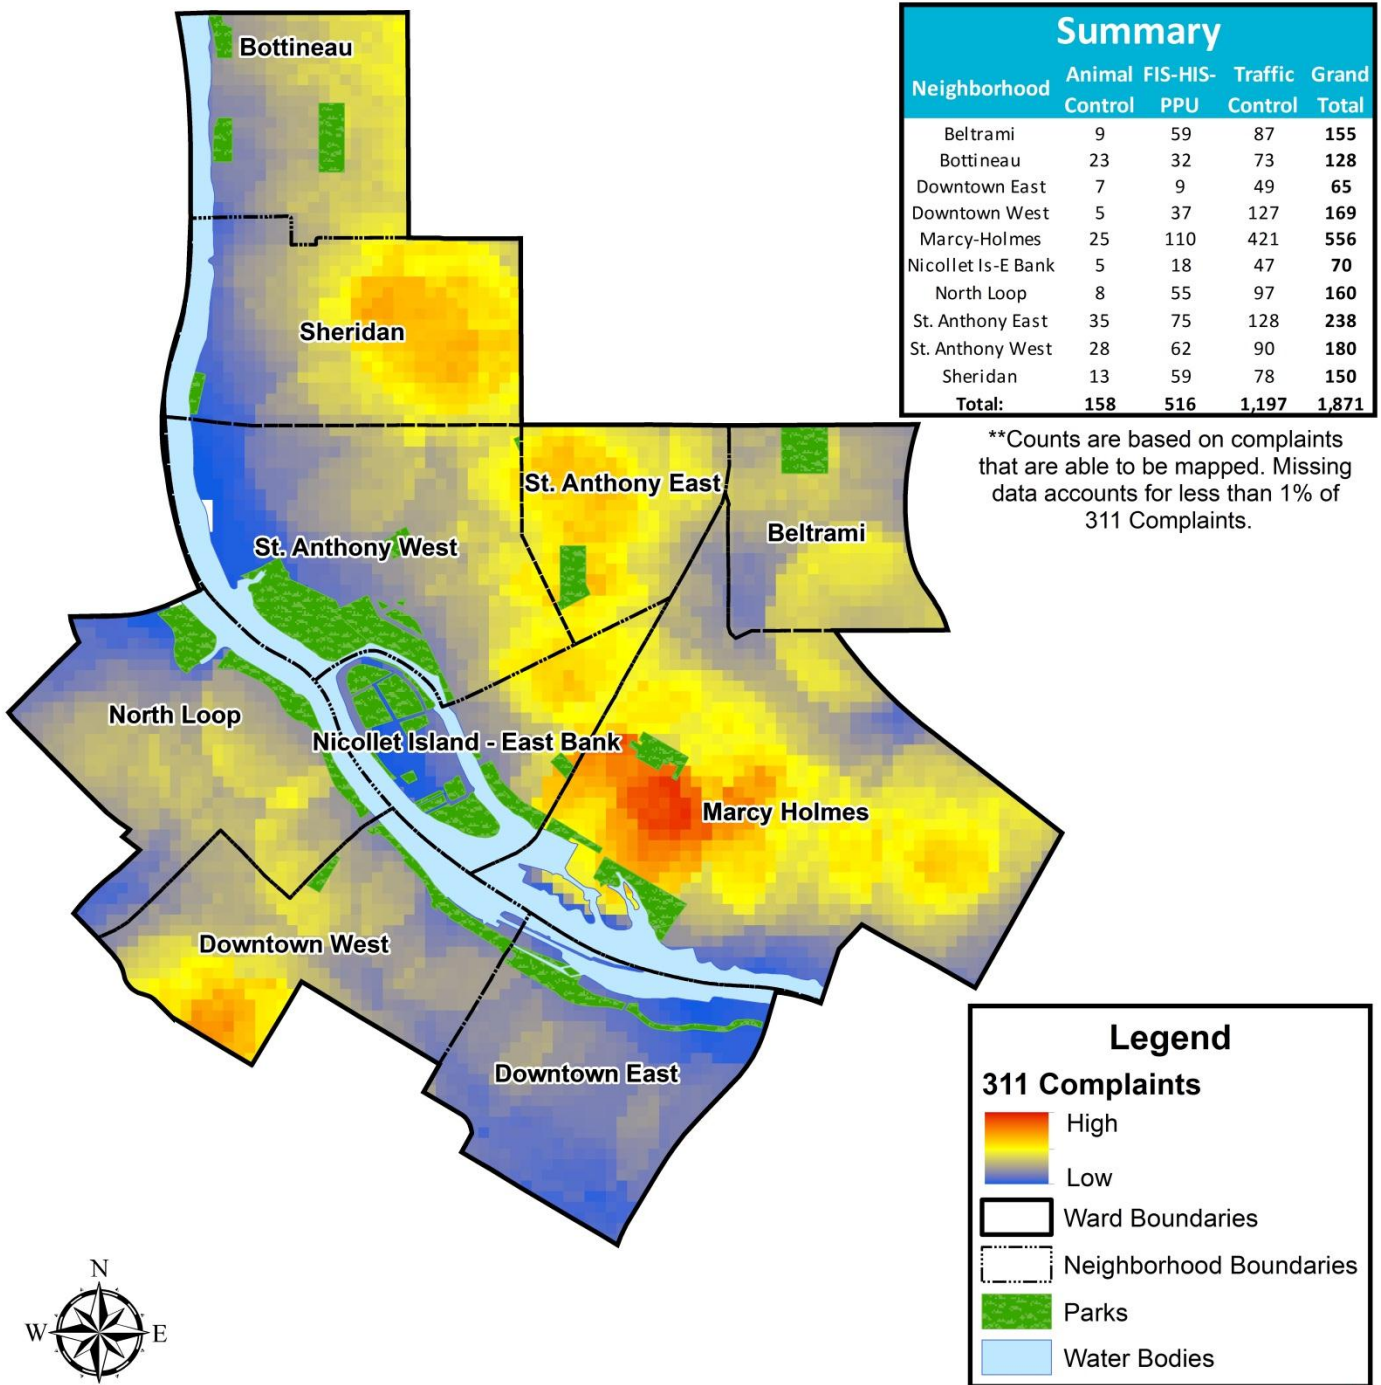 Bottineau
Sheridan
St. Anthony East
St. Anthony West
Beltrami
North Loop
Nicollet Island - East Bank
Marcy Holmes
Downtown West
Downtown East
Summary
Neighborhood Animal Control FIS-HIS-PPU Traffic Control Grand Total
Beltrami 9 59 87 155
Bottineau 23 32 73 128
Downtown East 7 9 49 65
Downtown West 5 37 127 169
Marcy-Holmes 25 110 421 556
Nicollet Is-E Bank 5 18 47 70
North Loop 8 55 97 160
St. Anthony East 35 75 128 238
St. Anthony West 28 62 90 180
Sheridan 13 59 78 150
Total: 158 516 1,197 1,871
**Counts are based on complaints
that are able to be mapped. Missing
data accounts for less than 1% of
311 Complaints.
Legend
311 Complaints
High
Low
Ward Boundaries
Neighborhood Boundaries
Parks
Water Bodies
N
W E
S